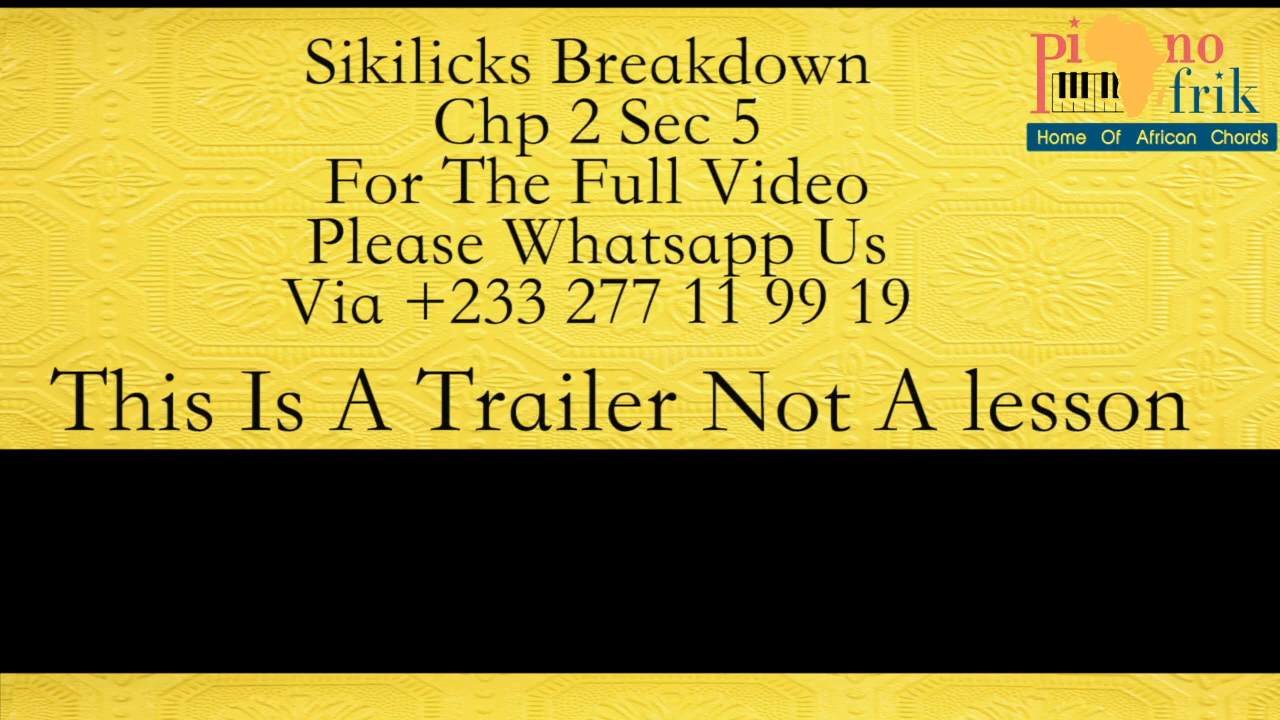 Sikilicks Breakdown
Chp 2 Sec 5
For The Full Video
Please Whatsapp Us
Via +233 277 11 99 19
This Is A Trailer Not A lesson
piano
Afrik
Home Of African Chords